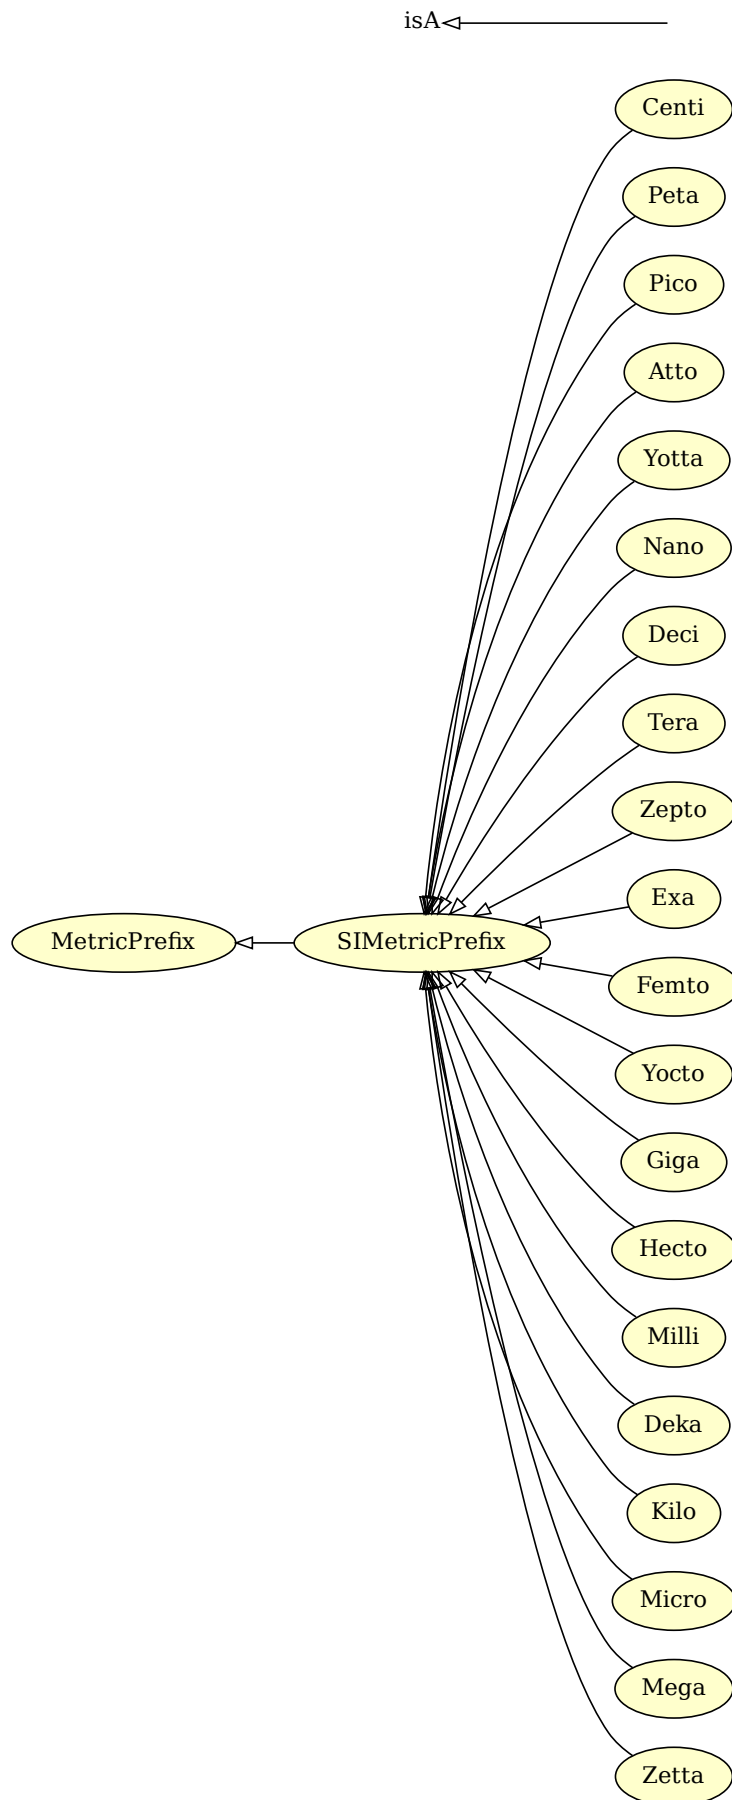 isA
Centi
Peta
Pico
Atto
Yotta
Nano
Deci
Tera
Zepto
Exa
MetricPrefix
SIMetricPrefix
Femto
Yocto
Giga
Hecto
Milli
Deka
Kilo
Micro
Mega
Zetta